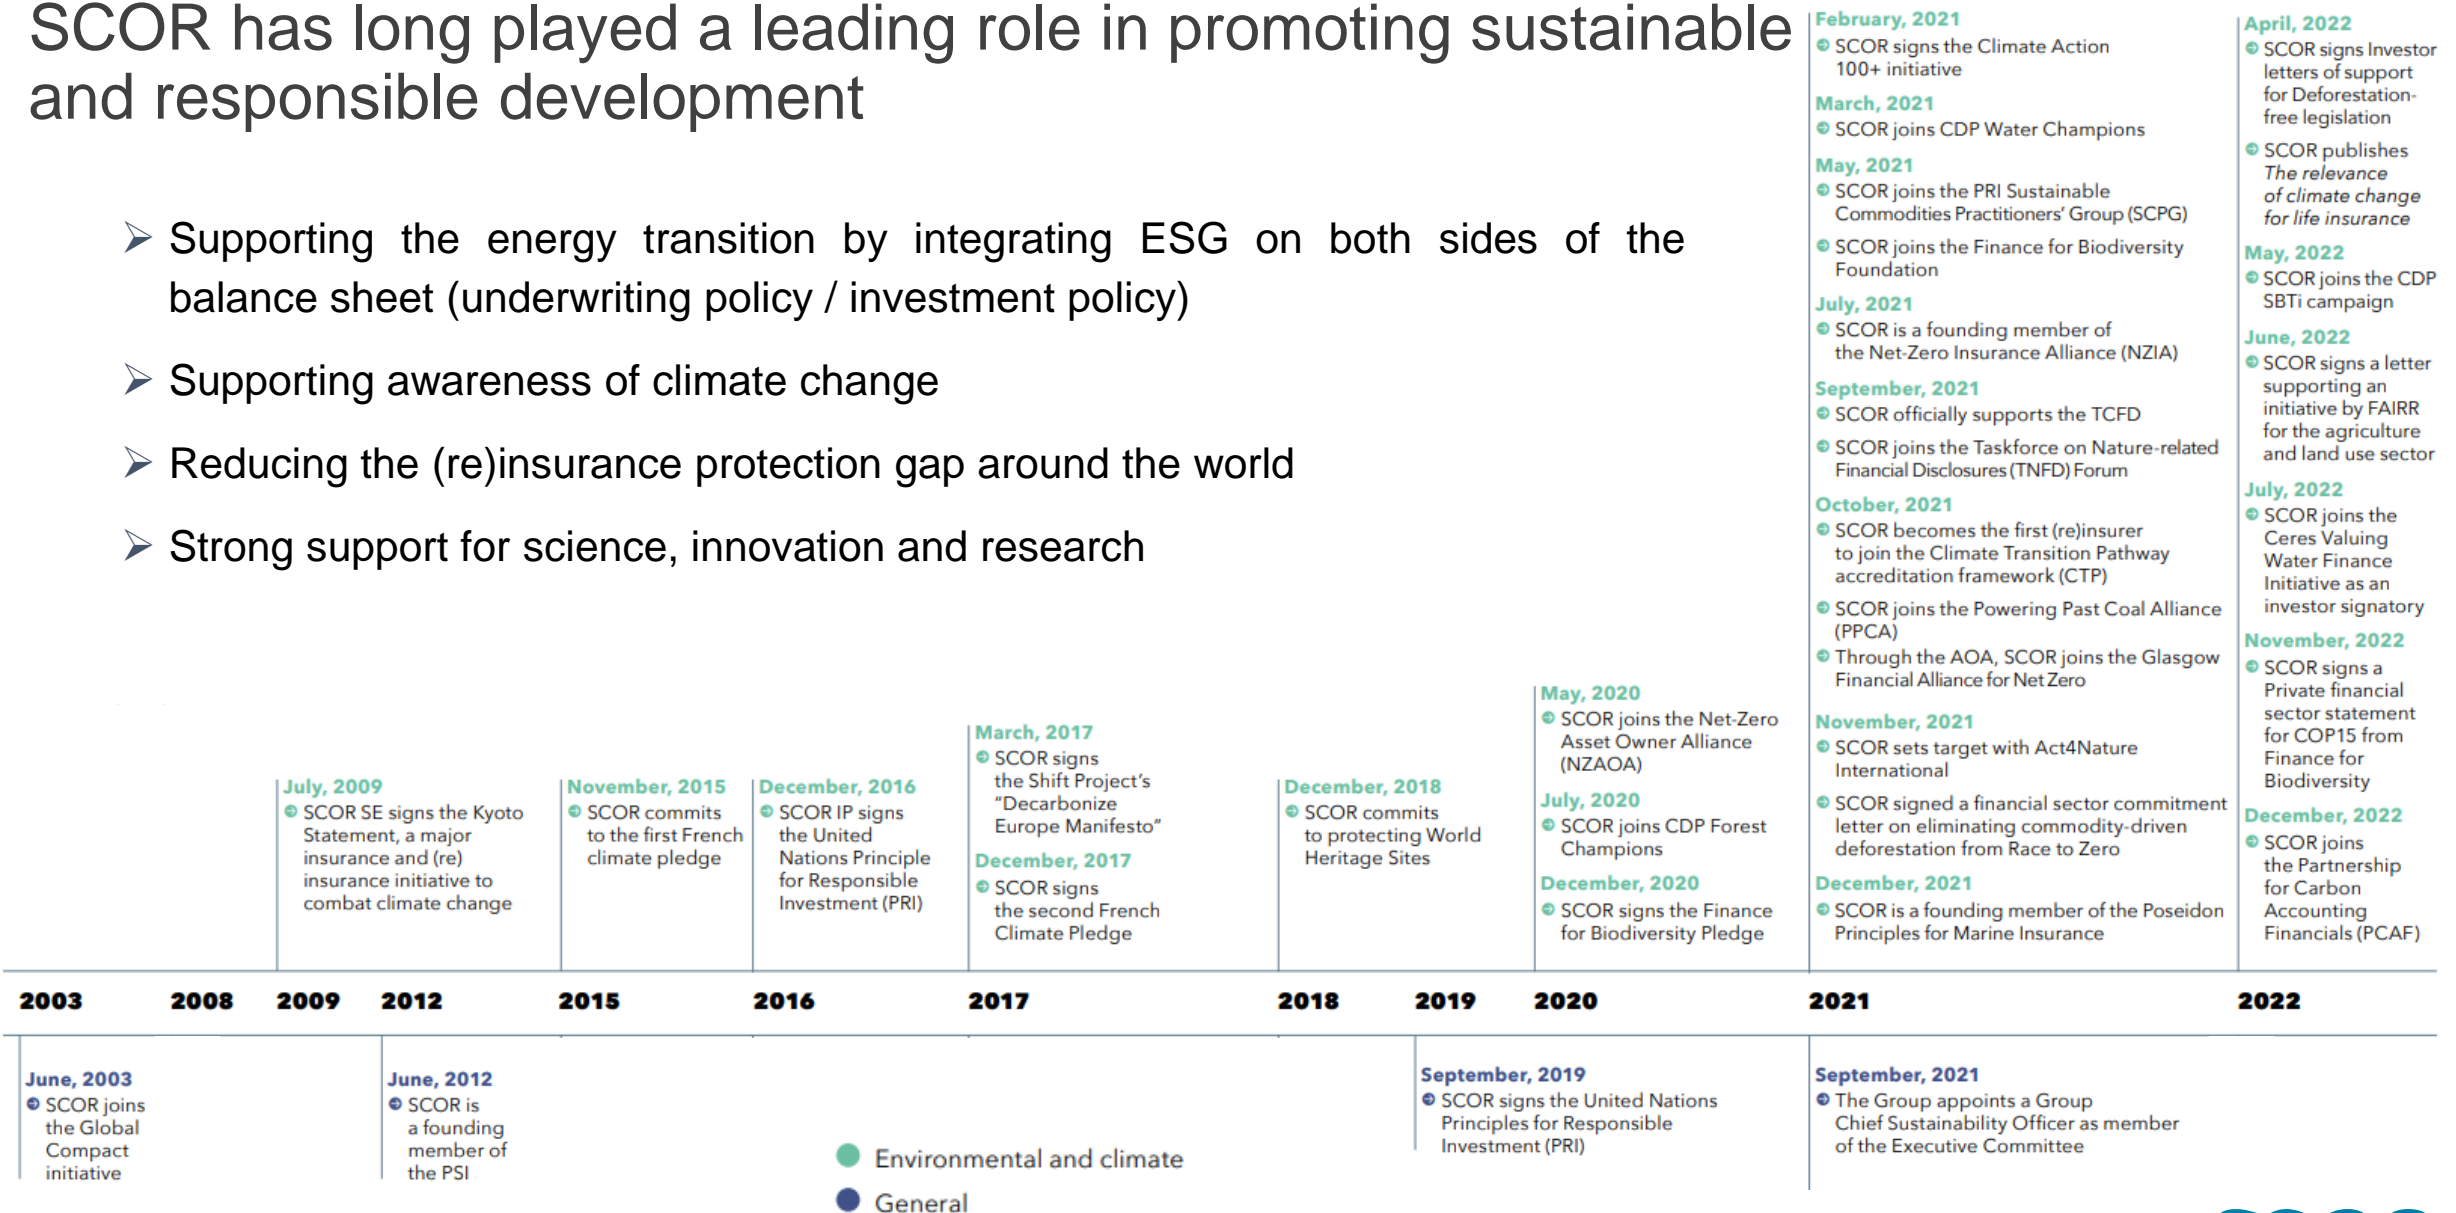 SCOR has long played a leading role in promoting sustainable
and responsible development
➢ Supporting the energy transition by integrating ESG on both sides of the
balance sheet (underwriting policy / investment policy)
➢ Supporting awareness of climate change
➢ Reducing the (re)insurance protection gap around the world
➢ Strong support for science, innovation and research
July, 2009
SCOR SE signs the Kyoto
Statement, a major
insurance and (re)
insurance initiative to
combat climate change
November, 2015
SCOR commits
to the first French
climate pledge
December, 2016
SCOR IP signs
the United
Nations Principle
for Responsible
Investment (PRI)
March, 2017
SCOR signs
the Shift Project's
"Decarbonize
Europe Manifesto"
December, 2017
SCOR signs
the second French
Climate Pledge
December, 2018
SCOR commits
to protecting World
Heritage Sites
May, 2020
SCOR joins the Net-Zero
Asset Owner Alliance
(NZAOA)
July, 2020
SCOR joins CDP Forest
Champions
December, 2020
SCOR signs the Finance
for Biodiversity Pledge
February, 2021
SCOR signs the Climate Action
100+ initiative
March, 2021
SCOR joins CDP Water Champions
May, 2021
SCOR joins the PRI Sustainable
Commodities Practitioners' Group (SCPG)
SCOR joins the Finance for Biodiversity
Foundation
July, 2021
SCOR is a founding member of
the Net-Zero Insurance Alliance (NZIA)
September, 2021
SCOR officially supports the TCFD
SCOR joins the Taskforce on Nature-related
Financial Disclosures (TNFD) Forum
October, 2021
SCOR becomes the first (re)insurer
to join the Climate Transition Pathway
accreditation framework (CTP)
SCOR joins the Powering Past Coal Alliance
(PPCA)
Through the AOA, SCOR joins the Glasgow
Financial Alliance for Net Zero
November, 2021
SCOR sets target with Act4Nature
International
SCOR signed a financial sector commitment
letter on eliminating commodity-driven
deforestation from Race to Zero
December, 2021
SCOR is a founding member of the Poseidon
Principles for Marine Insurance
April, 2022
SCOR signs Investor
letters of support
for Deforestation-
free legislation
SCOR publishes
The relevance
of climate change
for life insurance
May, 2022
SCOR joins the CDP
SBTi campaign
June, 2022
SCOR signs a letter
supporting an
initiative by FAIRR
for the agriculture
and land use sector
July, 2022
SCOR joins the
Ceres Valuing
Water Finance
Initiative as an
investor signatory
November, 2022
SCOR signs a
Private financial
sector statement
for COP15 from
Finance for
Biodiversity
December, 2022
SCOR joins
the Partnership
for Carbon
Accounting
Financials (PCAF)
2003 2008 2009 2012 2015 2016 2017 2018 2019 2020 2021 2022
June, 2003
SCOR joins
the Global
Compact
initiative
June, 2012
SCOR is
a founding
member of
the PSI
September, 2019
SCOR signs the United Nations
Principles for Responsible
Investment (PRI)
September, 2021
The Group appoints a Group
Chief Sustainability Officer as member
of the Executive Committee
Environmental and climate
General